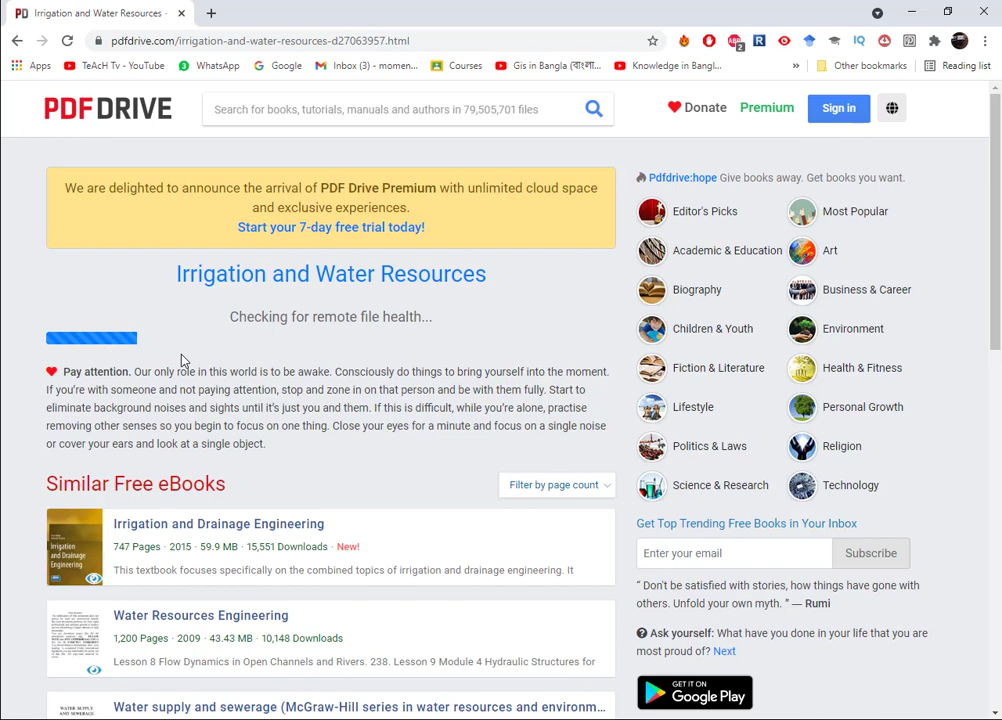 PD Irrigation and Water Resources -
pdfdrive.com/irrigation-and-water-resources-d27063957.html
Apps TeAcH Tv - YouTube WhatsApp Google Inbox (3) - momen... Courses Gis in Bangla (বাংলা... Knowledge in Bangl... » Other bookmarks Reading list
PDF DRIVE
Search for books, tutorials, manuals and authors in 79,505,701 files
Donate Premium Sign in
We are delighted to announce the arrival of PDF Drive Premium with unlimited cloud space
and exclusive experiences.
Start your 7-day free trial today!
Irrigation and Water Resources
Checking for remote file health...
Pay attention. Our only role in this world is to be awake. Consciously do things to bring yourself into the moment.
If you're with someone and not paying attention, stop and zone in on that person and be with them fully. Start to
eliminate background noises and sights until it's just you and them. If this is difficult, while you're alone, practise
removing other senses so you begin to focus on one thing. Close your eyes for a minute and focus on a single noise
or cover your ears and look at a single object.
Similar Free eBooks
Filter by page count
Irrigation and Drainage Engineering
Irrigation and Drainage Engineering
747 Pages · 2015 · 59.9 MB · 15,551 Downloads · New!
This textbook focuses specifically on the combined topics of irrigation and drainage engineering. It
Water Resources Engineering
1,200 Pages · 2009 · 43.43 MB · 10,148 Downloads
Lesson 8 Flow Dynamics in Open Channels and Rivers. 238. Lesson 9 Module 4 Hydraulic Structures for
WATER SUPPLY
AND SEWERAGE
Water supply and sewerage (McGraw-Hill series in water resources and environm...
Pdfdrive:hope Give books away. Get books you want.
Editor's Picks Most Popular
Academic & Education Art
Biography Business & Career
Children & Youth Environment
Fiction & Literature Health & Fitness
Lifestyle Personal Growth
Politics & Laws Religion
Science & Research Technology
Get Top Trending Free Books in Your Inbox
Enter your email Subscribe
“ Don't be satisfied with stories, how things have gone with
others. Unfold your own myth. ” — Rumi
Ask yourself: What have you done in your life that you are
most proud of? Next
GET IT ON
Google Play